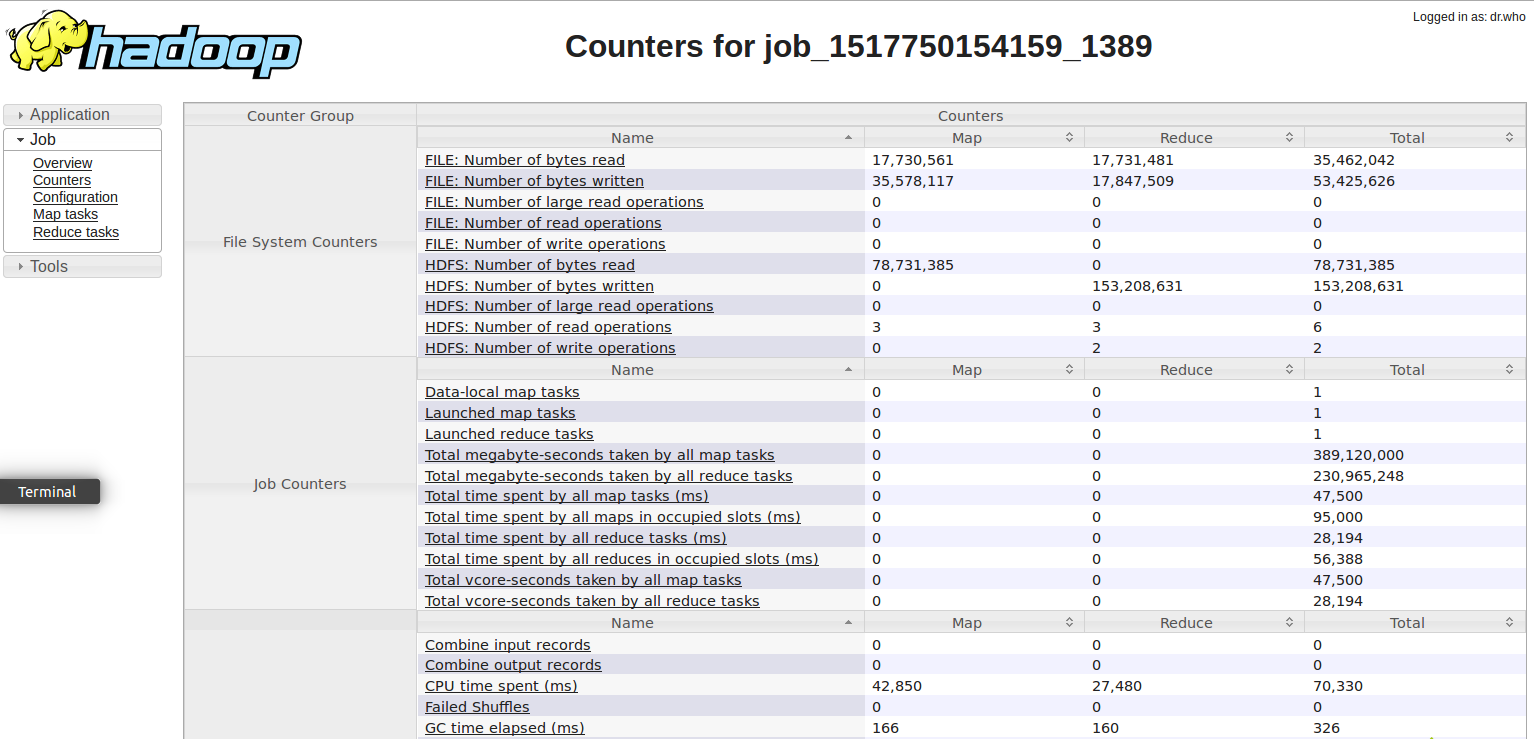 Logged in as: dr.who
hadoop
Counters for job_1517750154159_1389
Application
Job
Overview
Counters
Configuration
Map tasks
Reduce tasks
Tools
Terminal
Counter Group Counters
File System Counters
Name Map Reduce Total
FILE: Number of bytes read 17,730,561 17,731,481 35,462,042
FILE: Number of bytes written 35,578,117 17,847,509 53,425,626
FILE: Number of large read operations 0 0 0
FILE: Number of read operations 0 0 0
FILE: Number of write operations 0 0 0
HDFS: Number of bytes read 78,731,385 0 78,731,385
HDFS: Number of bytes written 0 153,208,631 153,208,631
HDFS: Number of large read operations 0 0 0
HDFS: Number of read operations 3 3 6
HDFS: Number of write operations 0 2 2
Job Counters
Name Map Reduce Total
Data-local map tasks 0 0 1
Launched map tasks 0 0 1
Launched reduce tasks 0 0 1
Total megabyte-seconds taken by all map tasks 0 0 389,120,000
Total megabyte-seconds taken by all reduce tasks 0 0 230,965,248
Total time spent by all map tasks (ms) 0 0 47,500
Total time spent by all maps in occupied slots (ms) 0 0 95,000
Total time spent by all reduce tasks (ms) 0 0 28,194
Total time spent by all reduces in occupied slots (ms) 0 0 56,388
Total vcore-seconds taken by all map tasks 0 0 47,500
Total vcore-seconds taken by all reduce tasks 0 0 28,194
Name Map Reduce Total
Combine input records 0 0 0
Combine output records 0 0 0
CPU time spent (ms) 42,850 27,480 70,330
Failed Shuffles 0 0 0
GC time elapsed (ms) 166 160 326